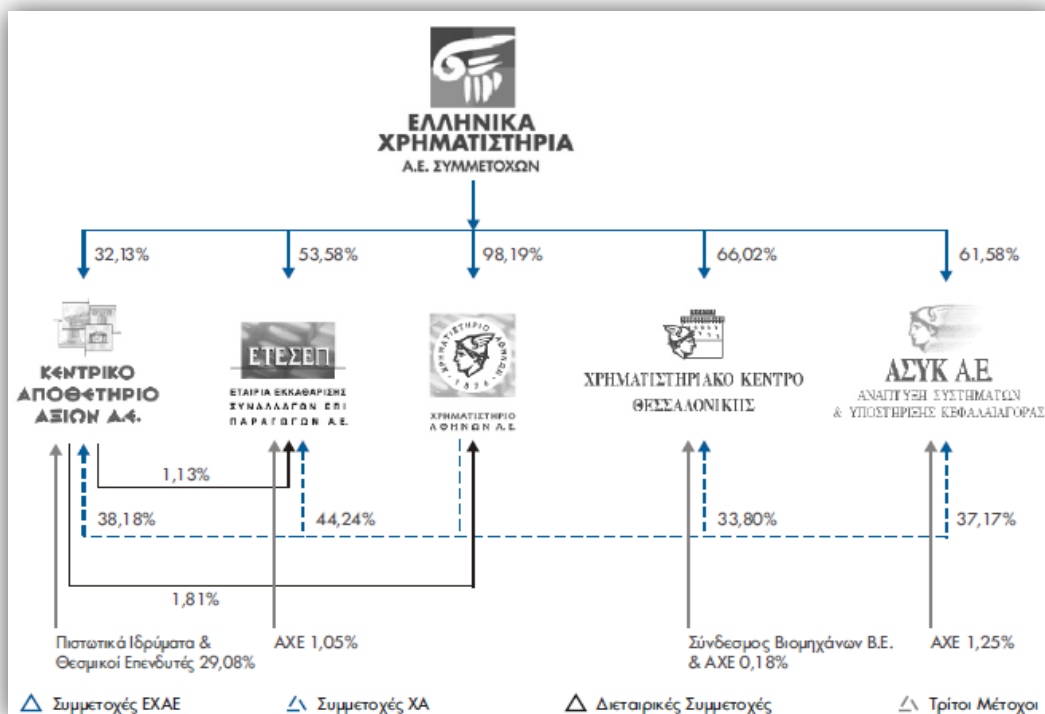 ΕΛΛΗΝΙΚΑ
ΧΡΗΜΑΤΙΣΤΗΡΙΑ
Α.Ε. ΣΥΜΜΕΤΟΧΩΝ
32,13%
53,58%
98,19%
66,02%
61,58%
ΚΕΝΤΡΙΚΟ
ΑΠΟΘΕΤΗΡΙΟ
ΑΞΙΩΝ Α.Ε.
ΕΤΕΣΕΠ
ΕΤΑΙΡΙΑ ΕΚΚΑΘΑΡΙΣΗΣ
ΣΥΝΑΛΛΑΓΩΝ ΕΠΙ
ΠΑΡΑΓΩΓΩΝ Α.Ε.
ΧΡΗΜΑΤΙΣΤΗΡΙΟ ΑΘΗΝΩΝ
1876
ΧΡΗΜΑΤΙΣΤΗΡΙΟ
ΑΘΗΝΩΝ Α.Ε.
ΧΡΗΜΑΤΙΣΤΗΡΙΑΚΟ ΚΕΝΤΡΟ
ΘΕΣΣΑΛΟΝΙΚΗΣ
ΑΣΥΚ Α.Ε.
ΑΝΑΠΤΥΞΗ ΣΥΣΤΗΜΑΤΩΝ
& ΥΠΟΣΤΗΡΙΞΗΣ ΚΕΦΑΛΑΙΑΓΟΡΑΣ
1,13%
38,18%
44,24%
33,80%
37,17%
1,81%
Πιστωτικά Ιδρύματα &
Θεσμικοί Επενδυτές 29,08%
ΑΧΕ 1,05%
Σύνδεσμος Βιομηχάνων Β.Ε.
& ΑΧΕ 0,18%
ΑΧΕ 1,25%
Συμμετοχές ΕΧΑΕ
Συμμετοχές ΧΑ
Διεταιρικές Συμμετοχές
Τρίτοι Μέτοχοι